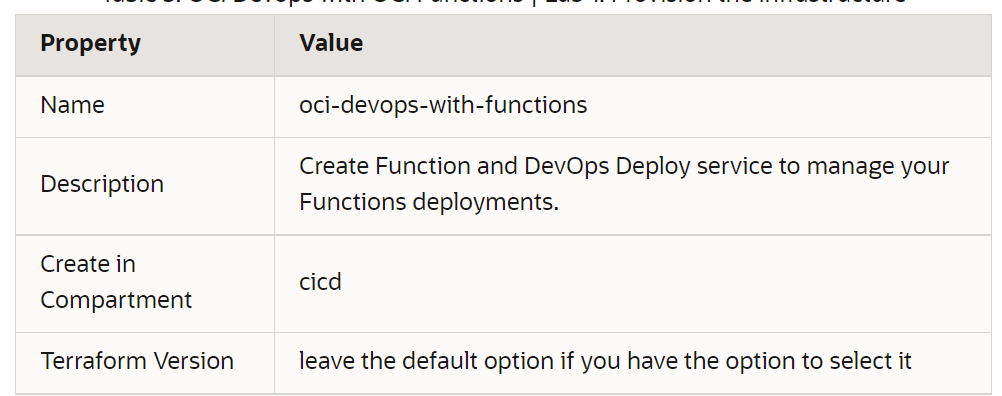 Property Value
Name oci-devops-with-functions
Description Create Function and DevOps Deploy service to manage your
Functions deployments.
Create in
Compartment cicd
Terraform Version leave the default option if you have the option to select it